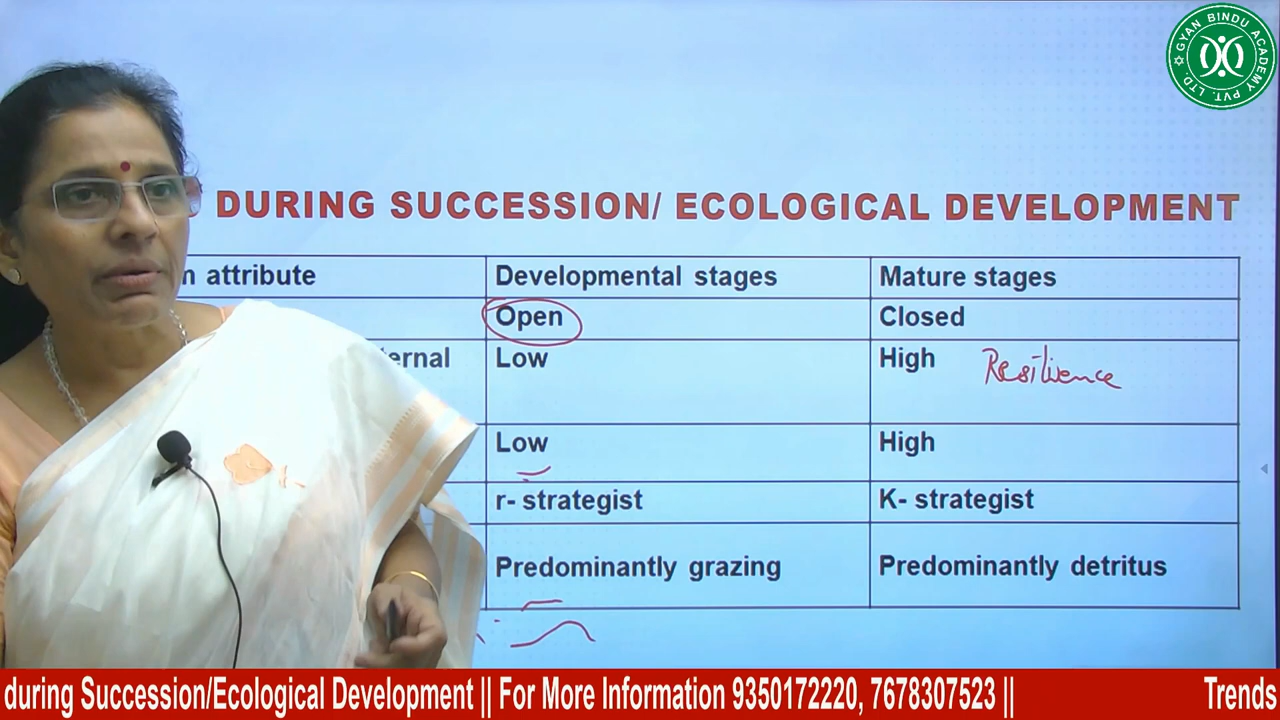 GYAN BINDU ACADEMY PVT. LTD.
DURING SUCCESSION/ ECOLOGICAL DEVELOPMENT
attribute Developmental stages Mature stages
Open Closed
Low High Resilience
Low High
r- strategist K- strategist
Predominantly grazing Predominantly detritus
during Succession/Ecological Development || For More Information 9350172220, 7678307523 || Trends